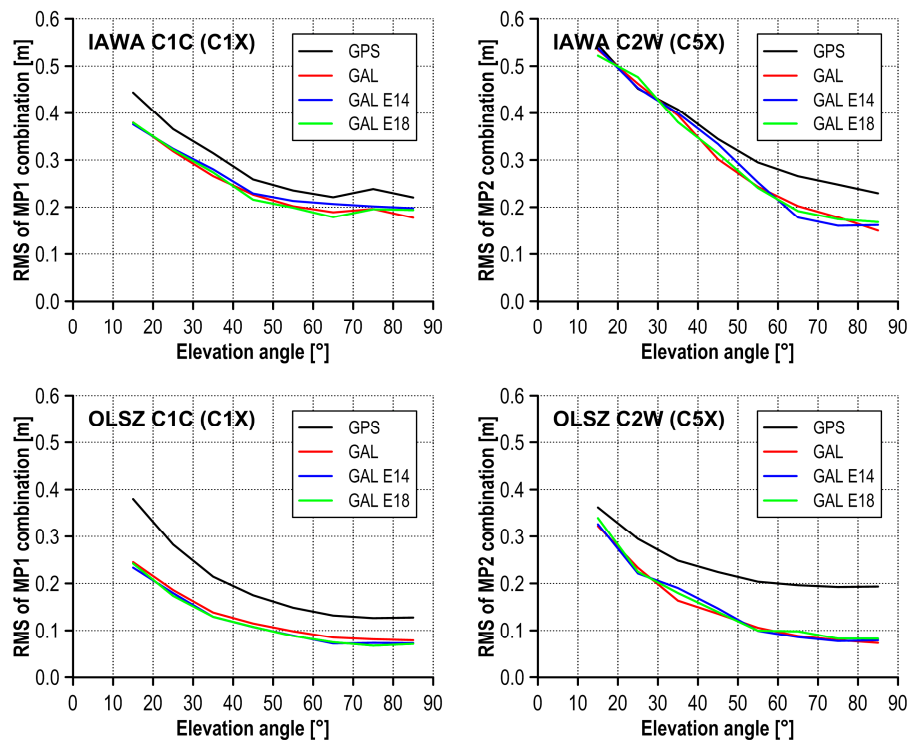 IAWA C1C (C1X)
RMS of MP1 combination [m]
0.6
0.5
0.4
0.3
0.2
0.1
0.0
GPS
GAL
GAL E14
GAL E18
0 10 20 30 40 50 60 70 80 90
Elevation angle [°]
IAWA C2W (C5X)
RMS of MP2 combination [m]
0.6
0.5
0.4
0.3
0.2
0.1
0.0
GPS
GAL
GAL E14
GAL E18
0 10 20 30 40 50 60 70 80 90
Elevation angle [°]
OLSZ C1C (C1X)
RMS of MP1 combination [m]
0.6
0.5
0.4
0.3
0.2
0.1
0.0
GPS
GAL
GAL E14
GAL E18
0 10 20 30 40 50 60 70 80 90
Elevation angle [°]
OLSZ C2W (C5X)
RMS of MP2 combination [m]
0.6
0.5
0.4
0.3
0.2
0.1
0.0
GPS
GAL
GAL E14
GAL E18
0 10 20 30 40 50 60 70 80 90
Elevation angle [°]